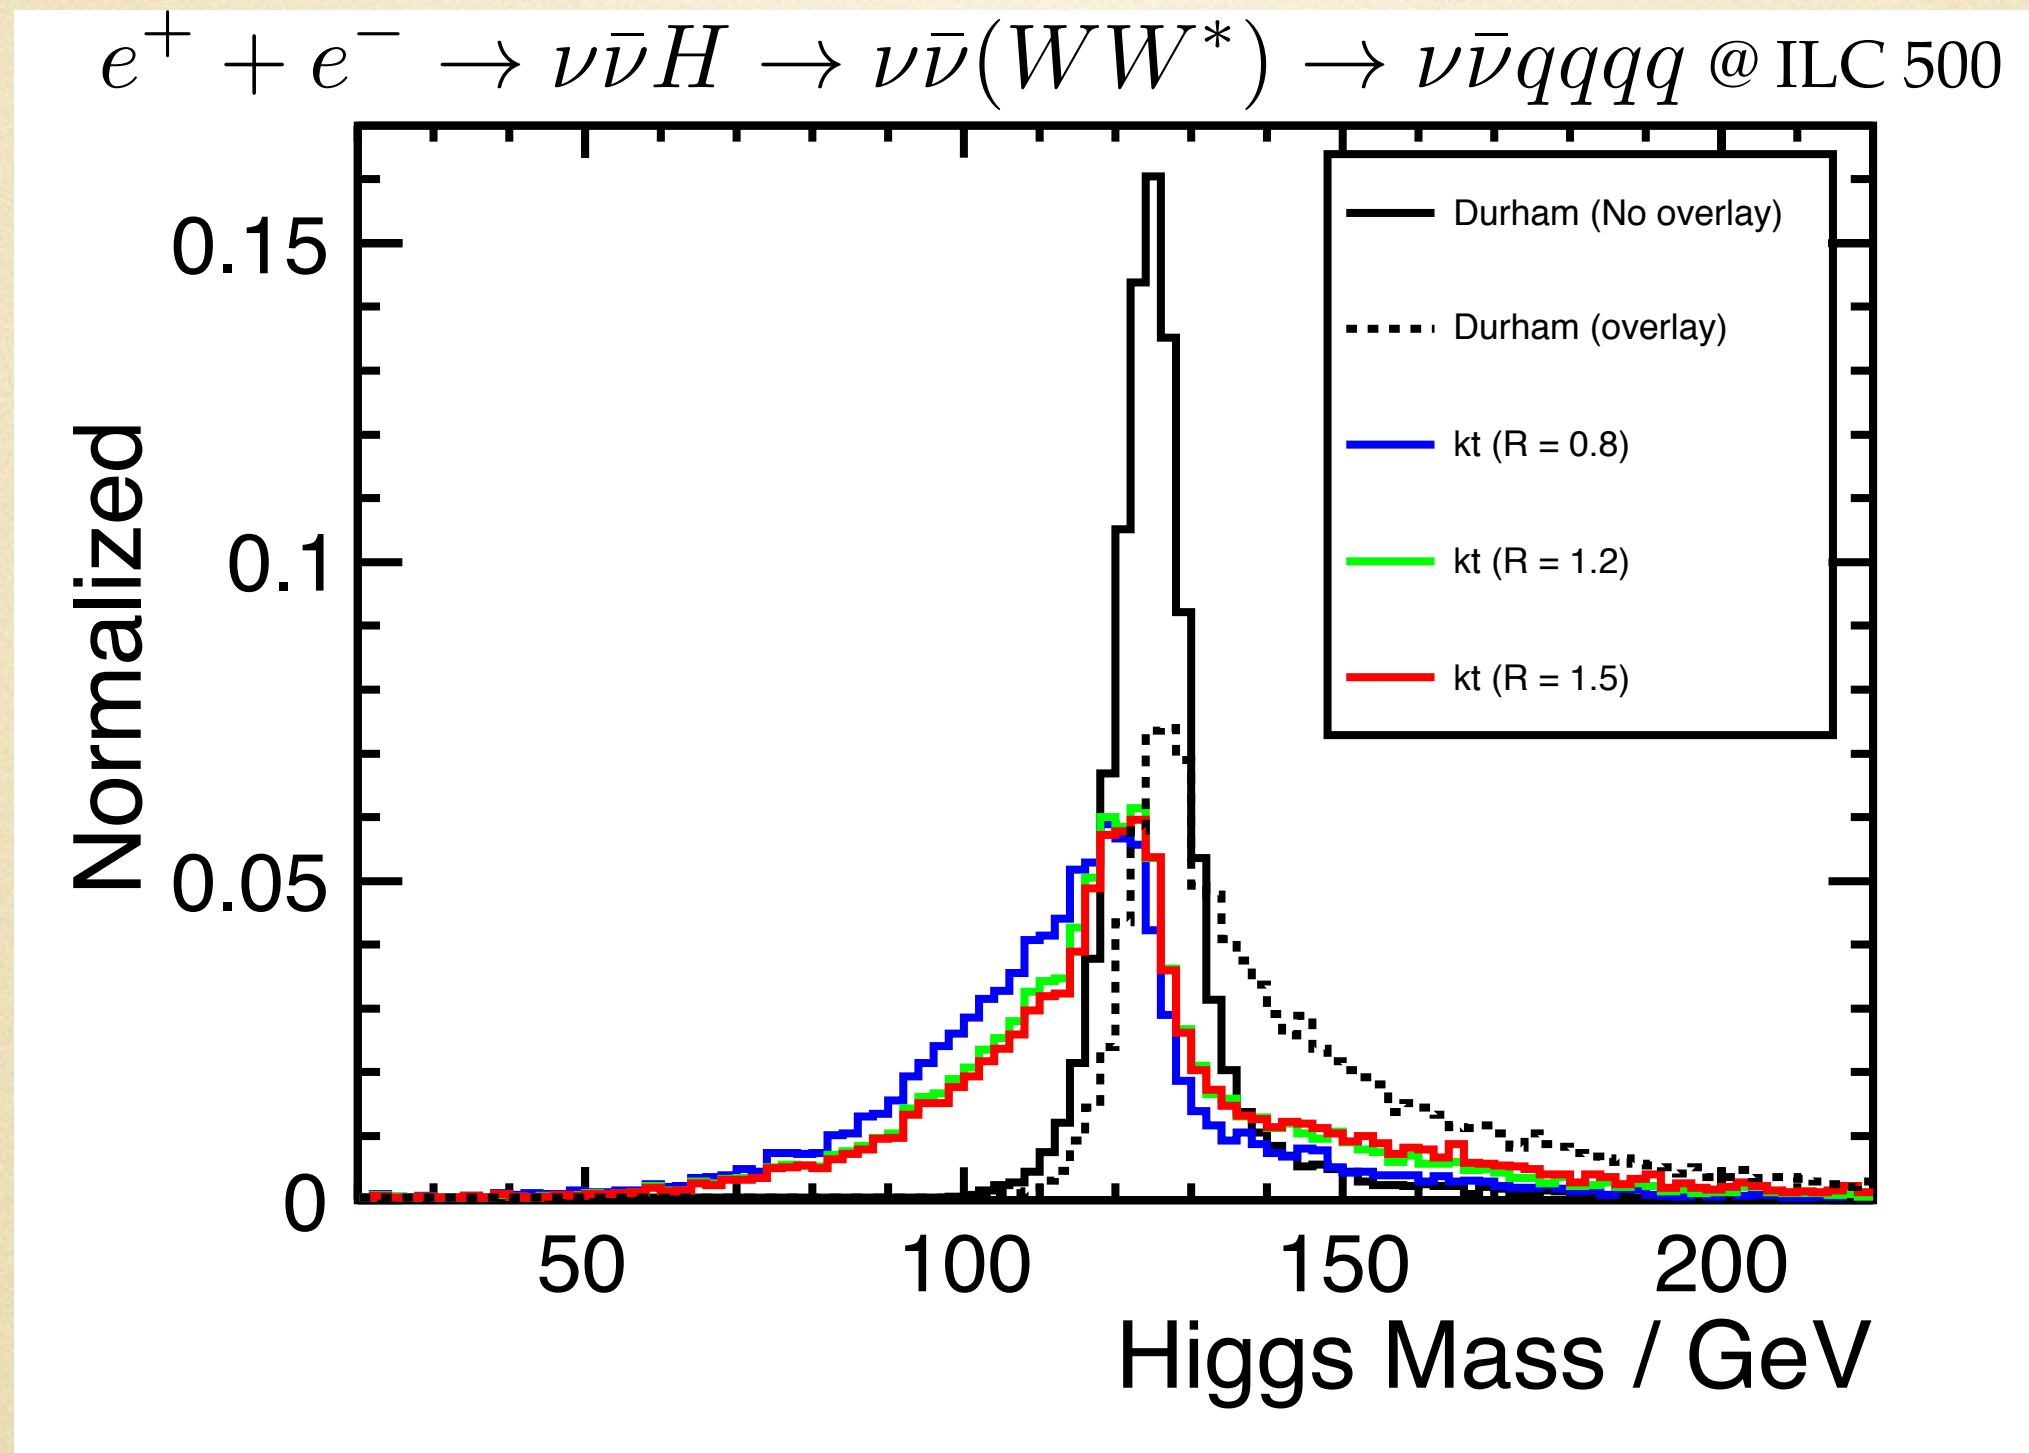 e⁺ + e⁻ → νν̄H → νν̄(WW*) → νν̄qqqq @ ILC 500
Durham (No overlay)
Durham (overlay)
kt (R = 0.8)
kt (R = 1.2)
kt (R = 1.5)
Normalized
0.15
0.1
0.05
0
50 100 150 200
Higgs Mass / GeV